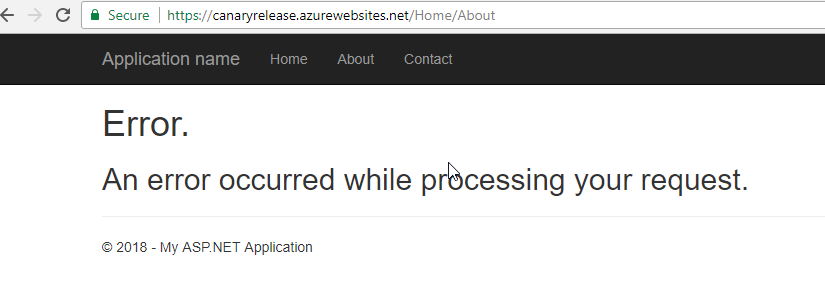 Secure https://canaryrelease.azurewebsites.net/Home/About
Application name Home About Contact
Error.
An error occurred while processing your request.
© 2018 - My ASP.NET Application